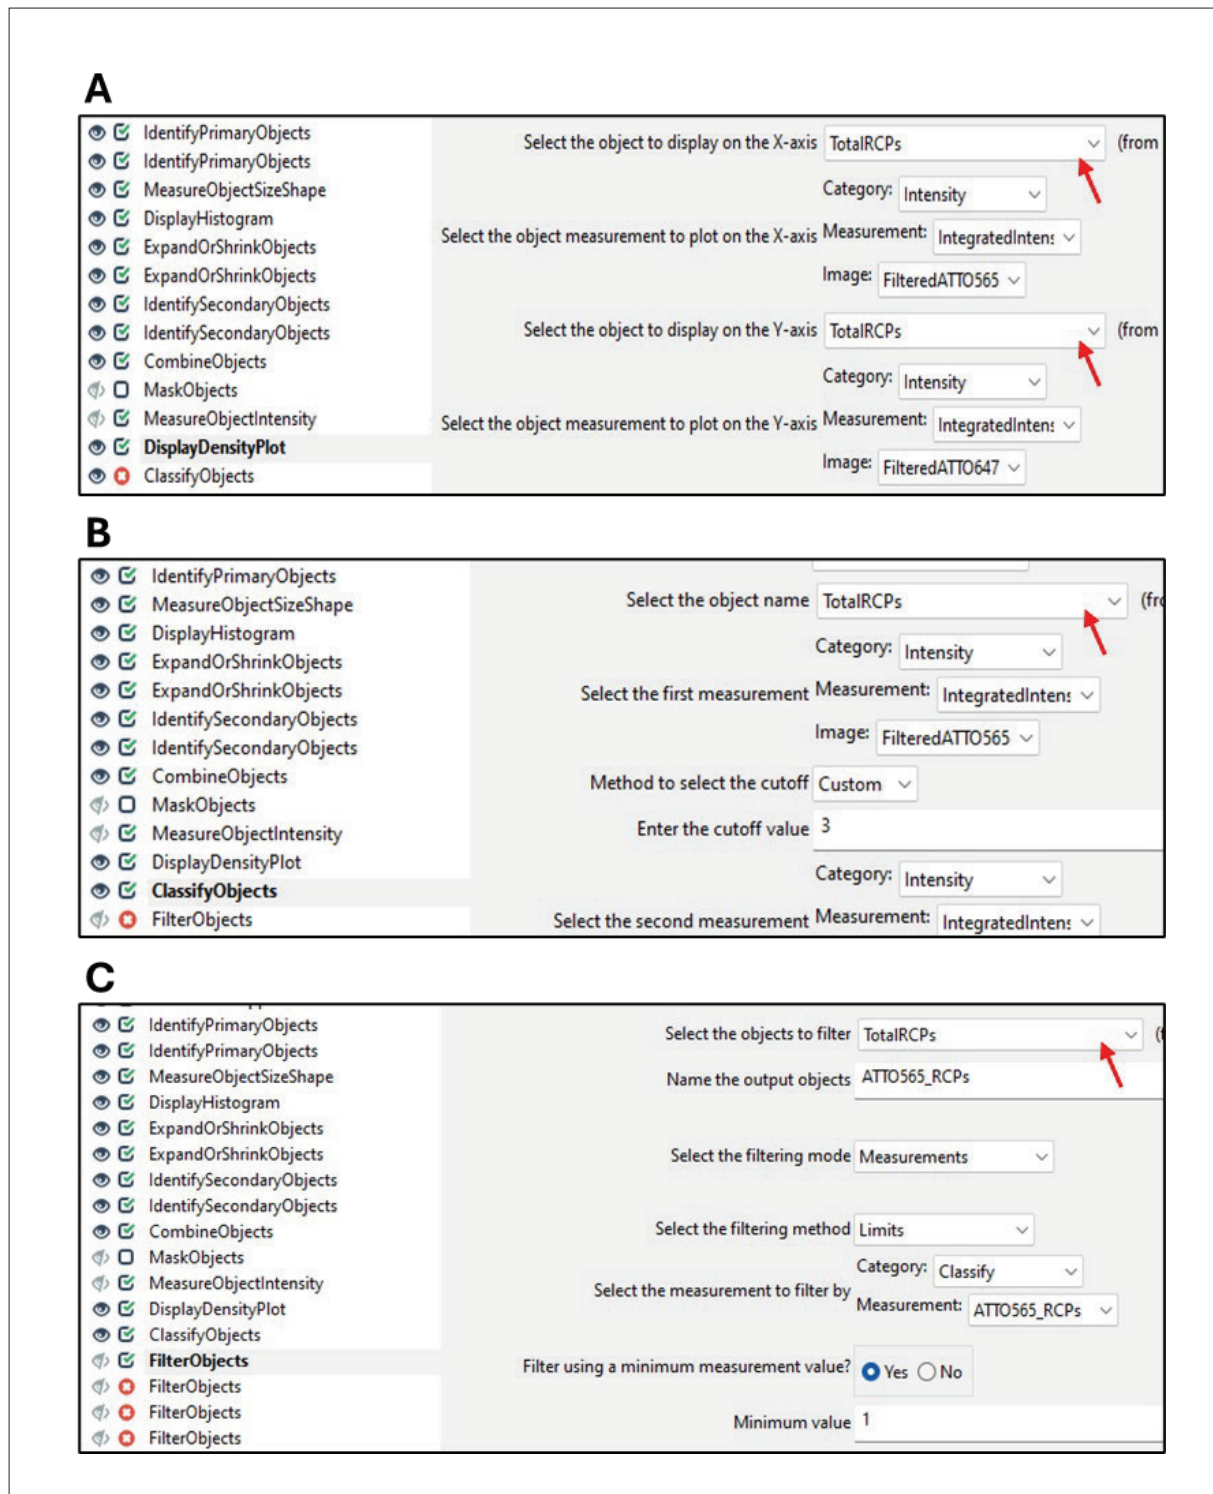 A
IdentifyPrimaryObjects
IdentifyPrimaryObjects
MeasureObjectSizeShape
DisplayHistogram
ExpandOrShrinkObjects
ExpandOrShrinkObjects
IdentifySecondaryObjects
IdentifySecondaryObjects
CombineObjects
MaskObjects
MeasureObjectIntensity
DisplayDensityPlot
ClassifyObjects
Select the object to display on the X-axis TotalRCPs (from
Category: Intensity
Select the object measurement to plot on the X-axis Measurement: IntegratedIntens
Image: FilteredATTO565
Select the object to display on the Y-axis TotalRCPs (from
Category: Intensity
Select the object measurement to plot on the Y-axis Measurement: IntegratedIntens
Image: FilteredATTO647
B
IdentifyPrimaryObjects
MeasureObjectSizeShape
DisplayHistogram
ExpandOrShrinkObjects
ExpandOrShrinkObjects
IdentifySecondaryObjects
IdentifySecondaryObjects
CombineObjects
MaskObjects
MeasureObjectIntensity
DisplayDensityPlot
ClassifyObjects
FilterObjects
Select the object name TotalRCPs (fro
Category: Intensity
Select the first measurement Measurement: IntegratedIntens
Image: FilteredATTO565
Method to select the cutoff Custom
Enter the cutoff value 3
Category: Intensity
Select the second measurement Measurement: IntegratedIntens
C
IdentifyPrimaryObjects
IdentifyPrimaryObjects
MeasureObjectSizeShape
DisplayHistogram
ExpandOrShrinkObjects
ExpandOrShrinkObjects
IdentifySecondaryObjects
IdentifySecondaryObjects
CombineObjects
MaskObjects
MeasureObjectIntensity
DisplayDensityPlot
ClassifyObjects
FilterObjects
FilterObjects
FilterObjects
FilterObjects
Select the objects to filter TotalRCPs
Name the output objects ATTO565_RCPs
Select the filtering mode Measurements
Select the filtering method Limits
Category: Classify
Select the measurement to filter by
Measurement: ATTO565_RCPs
Filter using a minimum measurement value? Yes No
Minimum value 1